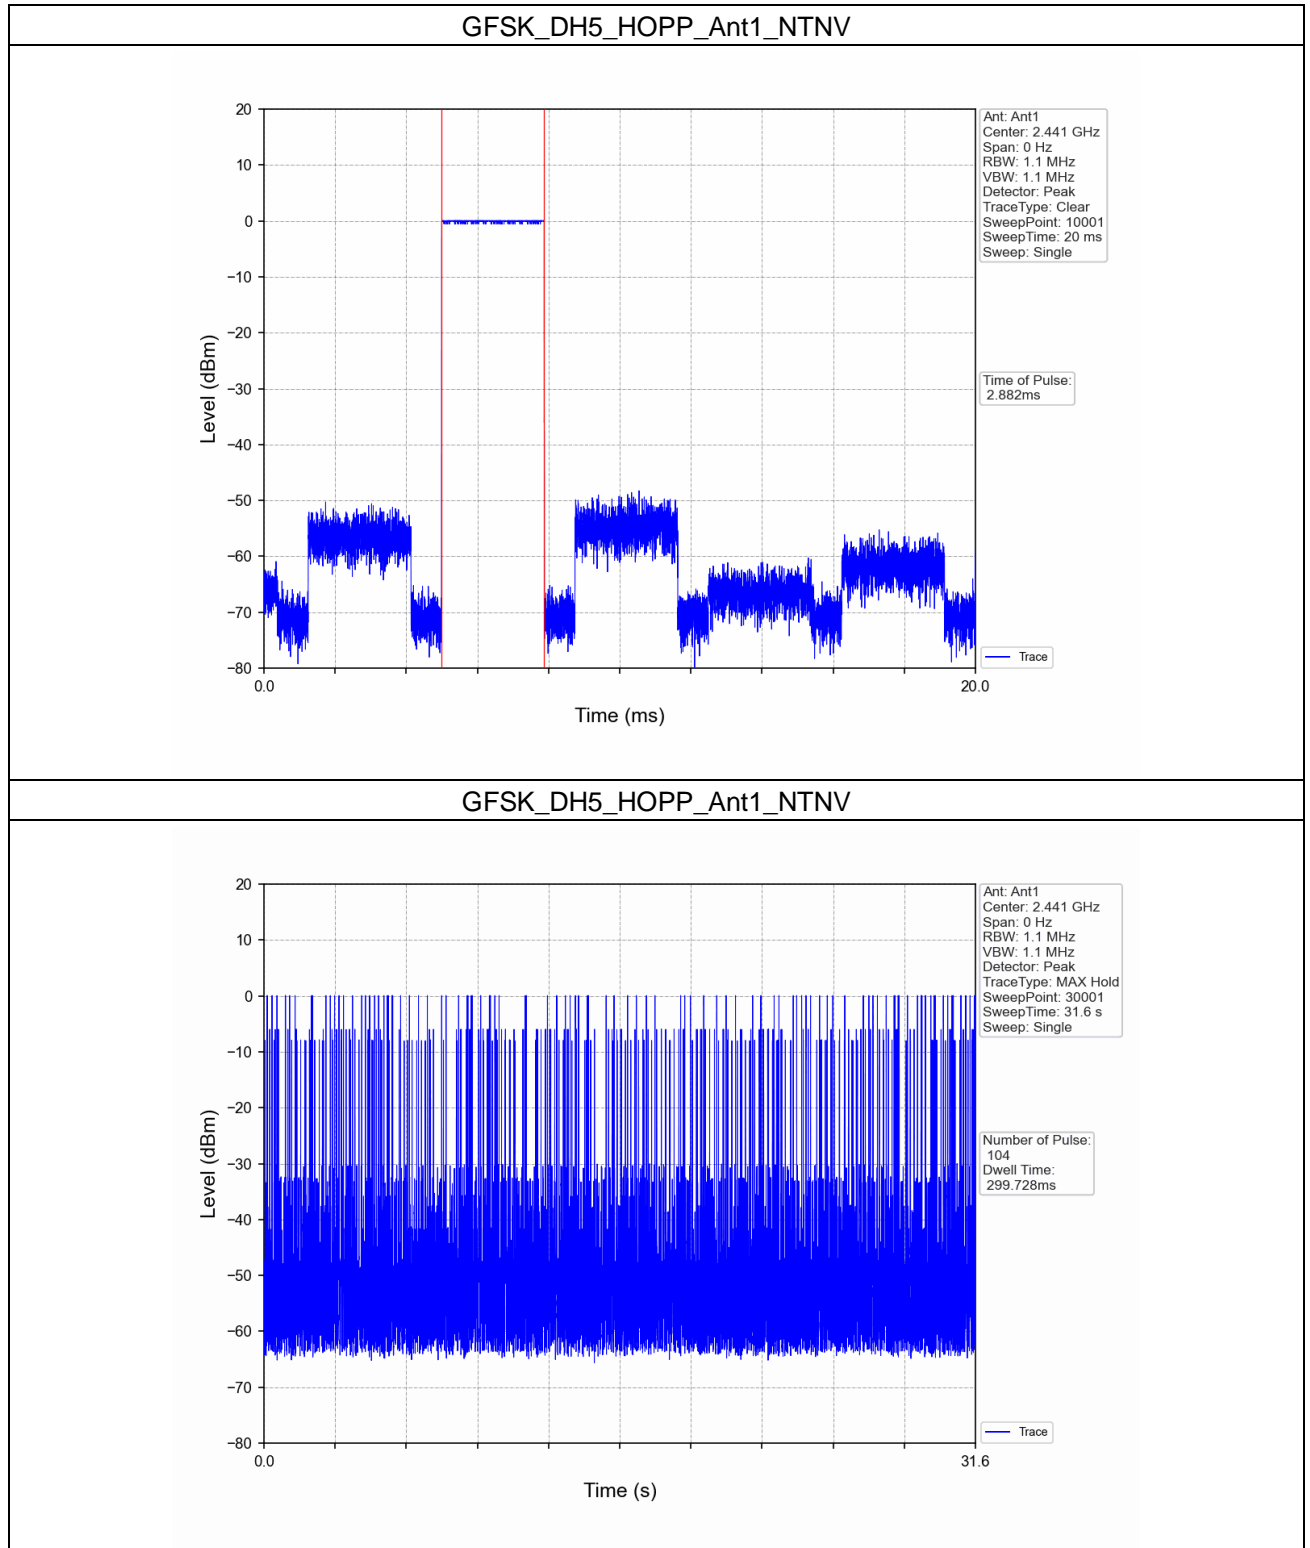 GFSK_DH5_HOPP_Ant1_NTNV
20
10
0
−10
−20
−30
−40
−50
−60
−70
−80
Level (dBm)
0.0
20.0
Time (ms)
Ant: Ant1
Center: 2.441 GHz
Span: 0 Hz
RBW: 1.1 MHz
VBW: 1.1 MHz
Detector: Peak
TraceType: Clear
SweepPoint: 10001
SweepTime: 20 ms
Sweep: Single
Time of Pulse:
2.882ms
Trace
GFSK_DH5_HOPP_Ant1_NTNV
20
10
0
−10
−20
−30
−40
−50
−60
−70
−80
Level (dBm)
0.0
31.6
Time (s)
Ant: Ant1
Center: 2.441 GHz
Span: 0 Hz
RBW: 1.1 MHz
VBW: 1.1 MHz
Detector: Peak
TraceType: MAX Hold
SweepPoint: 30001
SweepTime: 31.6 s
Sweep: Single
Number of Pulse:
104
Dwell Time:
299.728ms
Trace